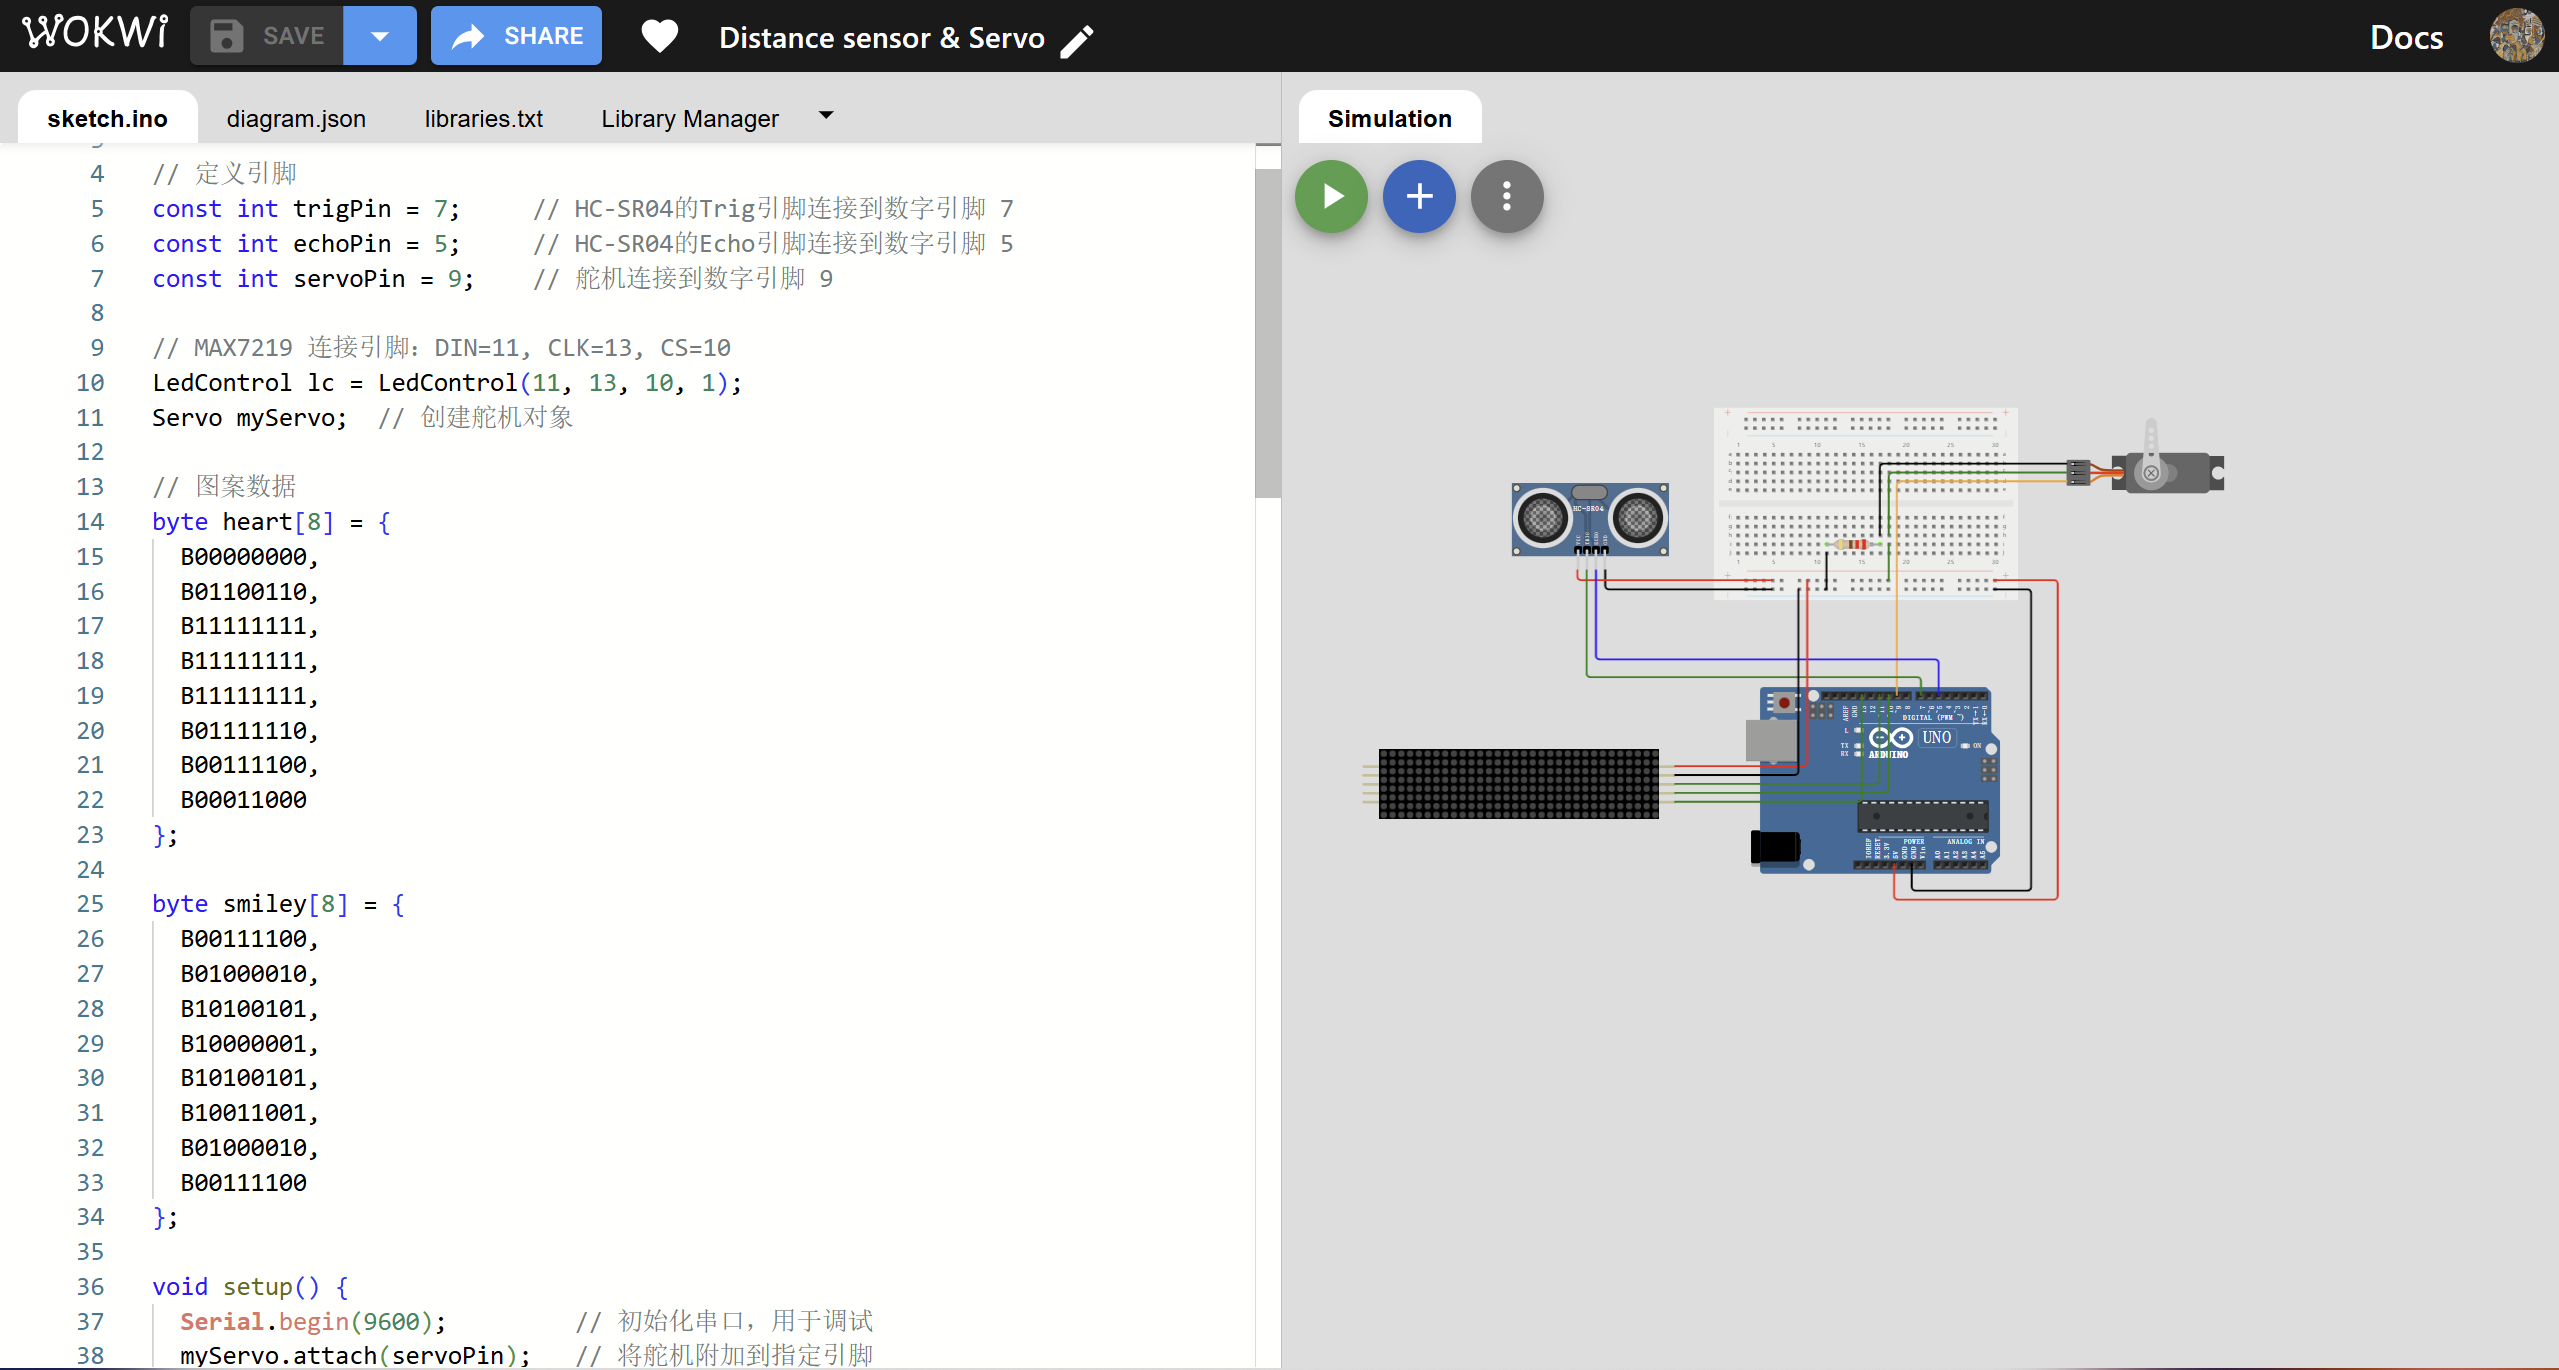 WOKWi
SAVE
SHARE
Distance sensor & Servo
Docs
sketch.ino
diagram.json
libraries.txt
Library Manager
Simulation
4 // 定义引脚
5 const int trigPin = 7; // HC-SR04的Trig引脚连接到数字引脚 7
6 const int echoPin = 5; // HC-SR04的Echo引脚连接到数字引脚 5
7 const int servoPin = 9; // 舵机连接到数字引脚 9
8
9 // MAX7219 连接引脚：DIN=11, CLK=13, CS=10
10 LedControl lc = LedControl(11, 13, 10, 1);
11 Servo myServo; // 创建舵机对象
12
13 // 图案数据
14 byte heart[8] = {
15 B00000000,
16 B01100110,
17 B11111111,
18 B11111111,
19 B11111111,
20 B01111110,
21 B00111100,
22 B00011000
23 };
24
25 byte smiley[8] = {
26 B00111100,
27 B01000010,
28 B10100101,
29 B10000001,
30 B10100101,
31 B10011001,
32 B01000010,
33 B00111100
34 };
35
36 void setup() {
37 Serial.begin(9600); // 初始化串口，用于调试
38 myServo.attach(servoPin); // 将舵机附加到指定引脚
HC-SR04
DIGITAL (PWM ~)
UNO
ARDUINO
L
TX
RX
ON
POWER
ANALOG IN